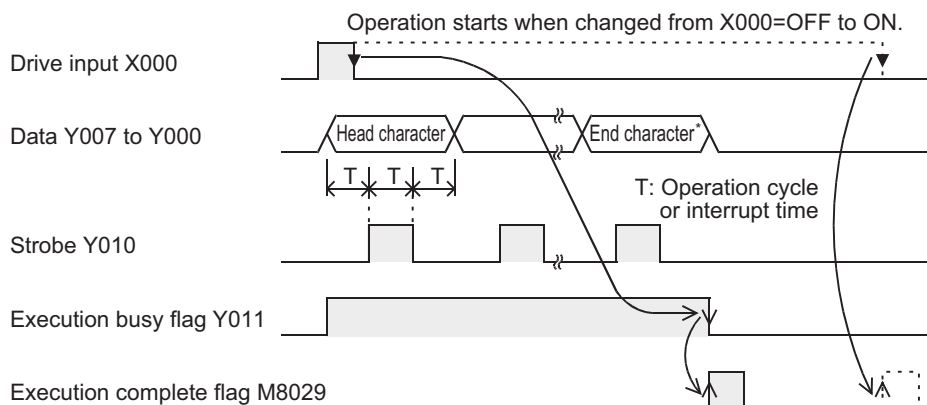 Operation starts when changed from X000=OFF to ON.
Drive input X000
Data Y007 to Y000
Head character
End character*
T T T
T: Operation cycle
or interrupt time
Strobe Y010
Execution busy flag Y011
Execution complete flag M8029